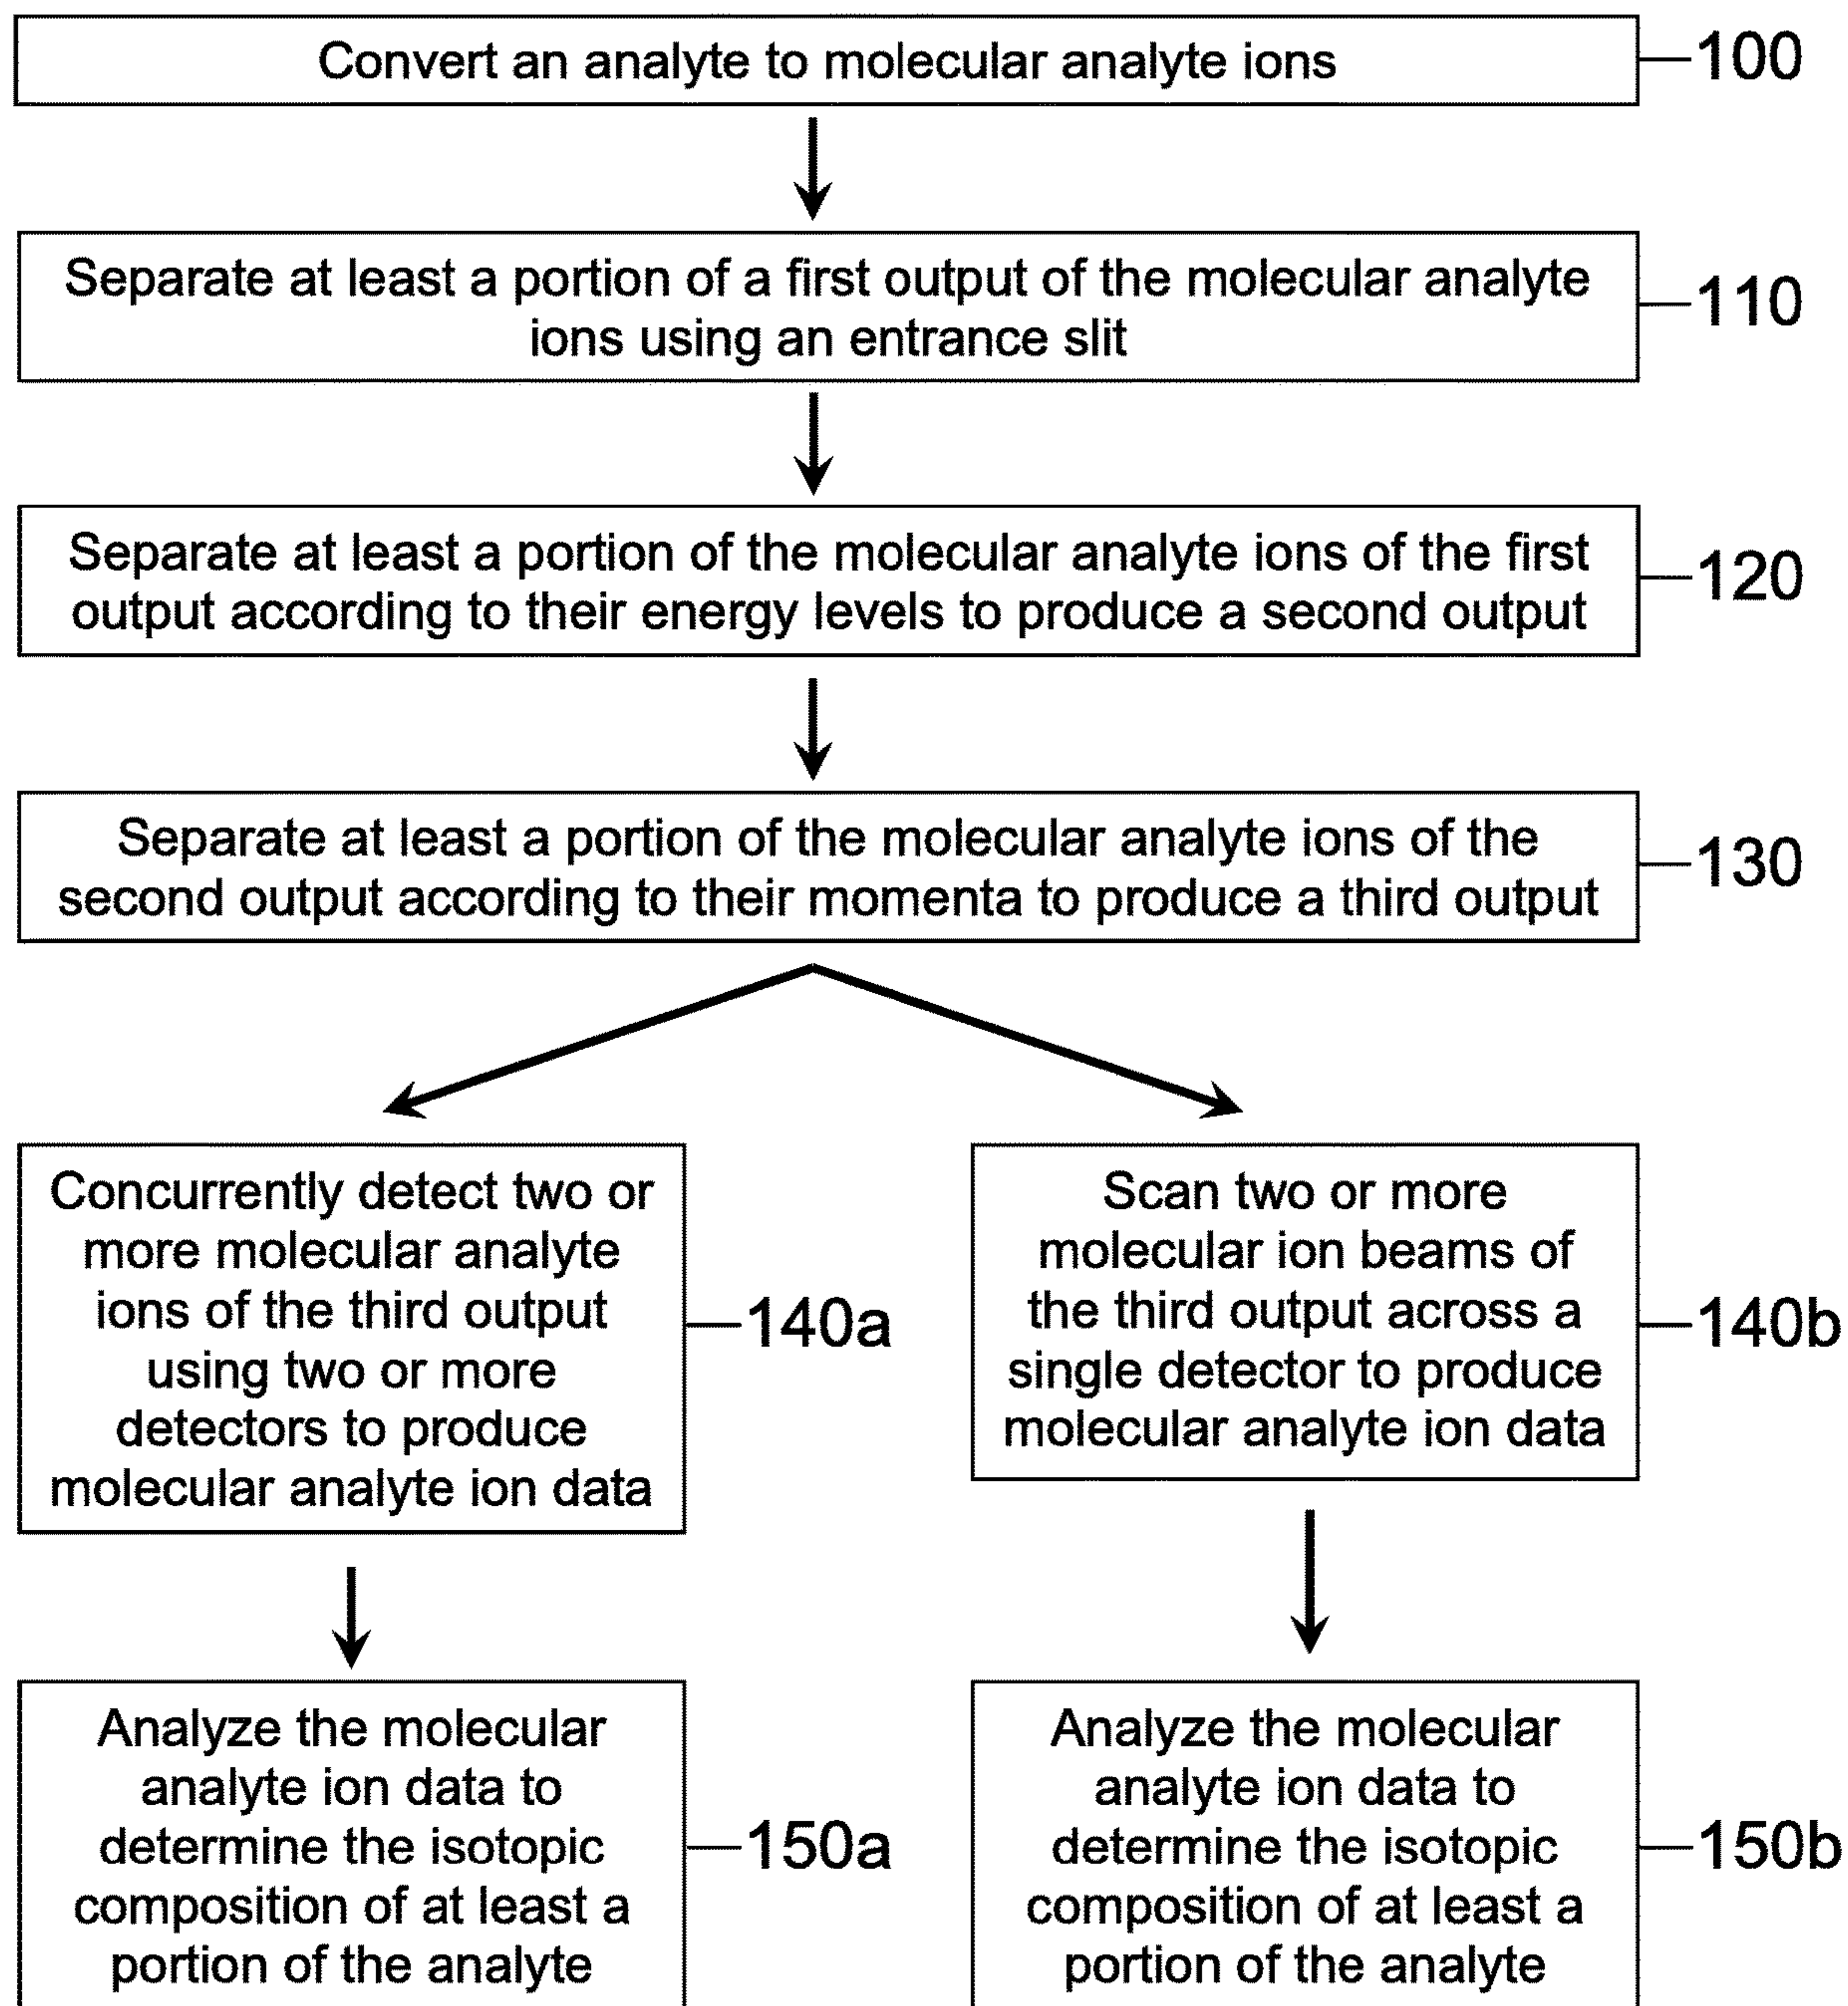 Convert an analyte to molecular analyte ions
100
Separate at least a portion of a first output of the molecular analyte
ions using an entrance slit
110
Separate at least a portion of the molecular analyte ions of the first
output according to their energy levels to produce a second output
120
Separate at least a portion of the molecular analyte ions of the
second output according to their momenta to produce a third output
130
Concurrently detect two or
more molecular analyte
ions of the third output
using two or more
detectors to produce
molecular analyte ion data
140a
Scan two or more
molecular ion beams of
the third output across a
single detector to produce
molecular analyte ion data
140b
Analyze the molecular
analyte ion data to
determine the isotopic
composition of at least a
portion of the analyte
150a
Analyze the molecular
analyte ion data to
determine the isotopic
composition of at least a
portion of the analyte
150b